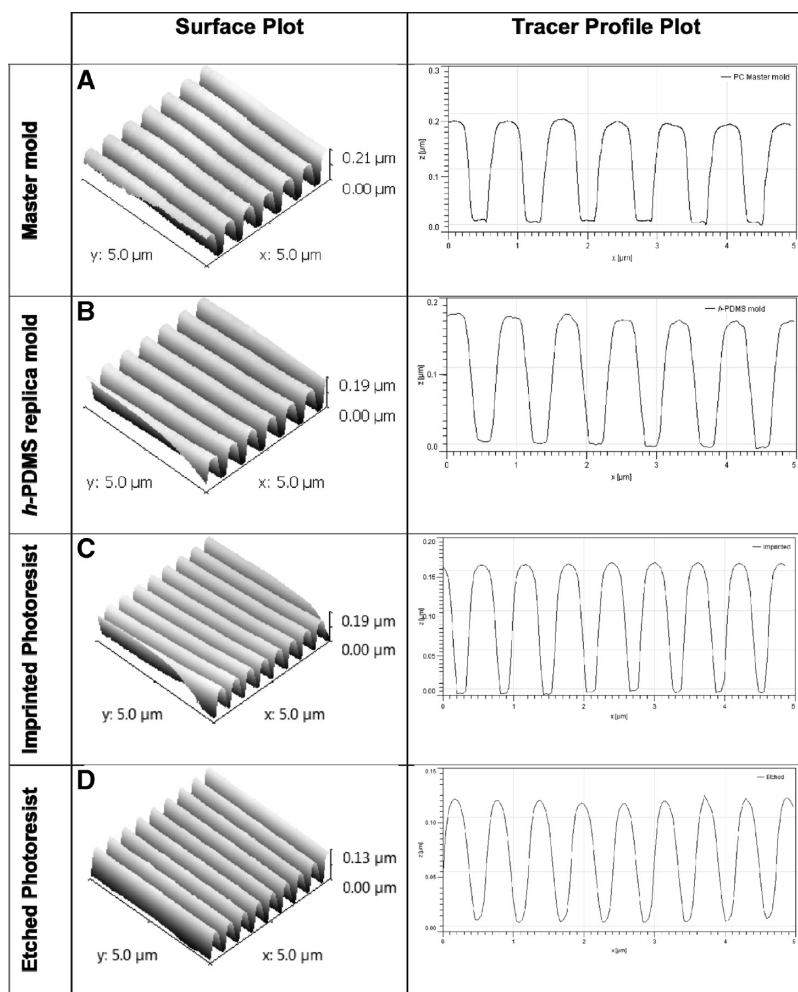 Surface Plot
Tracer Profile Plot
Master mold
A
0.21 µm
0.00 µm
y: 5.0 µm
x: 5.0 µm
0.3
0.2
0.1
0.0
z [µm]
PC Master mold
0 1 2 3 4 5
x [µm]
h-PDMS replica mold
B
0.19 µm
0.00 µm
y: 5.0 µm
x: 5.0 µm
0.2
0.1
0.0
z [µm]
h-PDMS mold
0 1 2 3 4 5
x [µm]
Imprinted Photoresist
C
0.19 µm
0.00 µm
y: 5.0 µm
x: 5.0 µm
0.20
0.15
0.10
0.05
0.00
z [µm]
Imprinted
0 1 2 3 4 5
x [µm]
Etched Photoresist
D
0.13 µm
0.00 µm
y: 5.0 µm
x: 5.0 µm
0.15
0.10
0.05
0.00
z [µm]
Etched
0 1 2 3 4 5
x [µm]